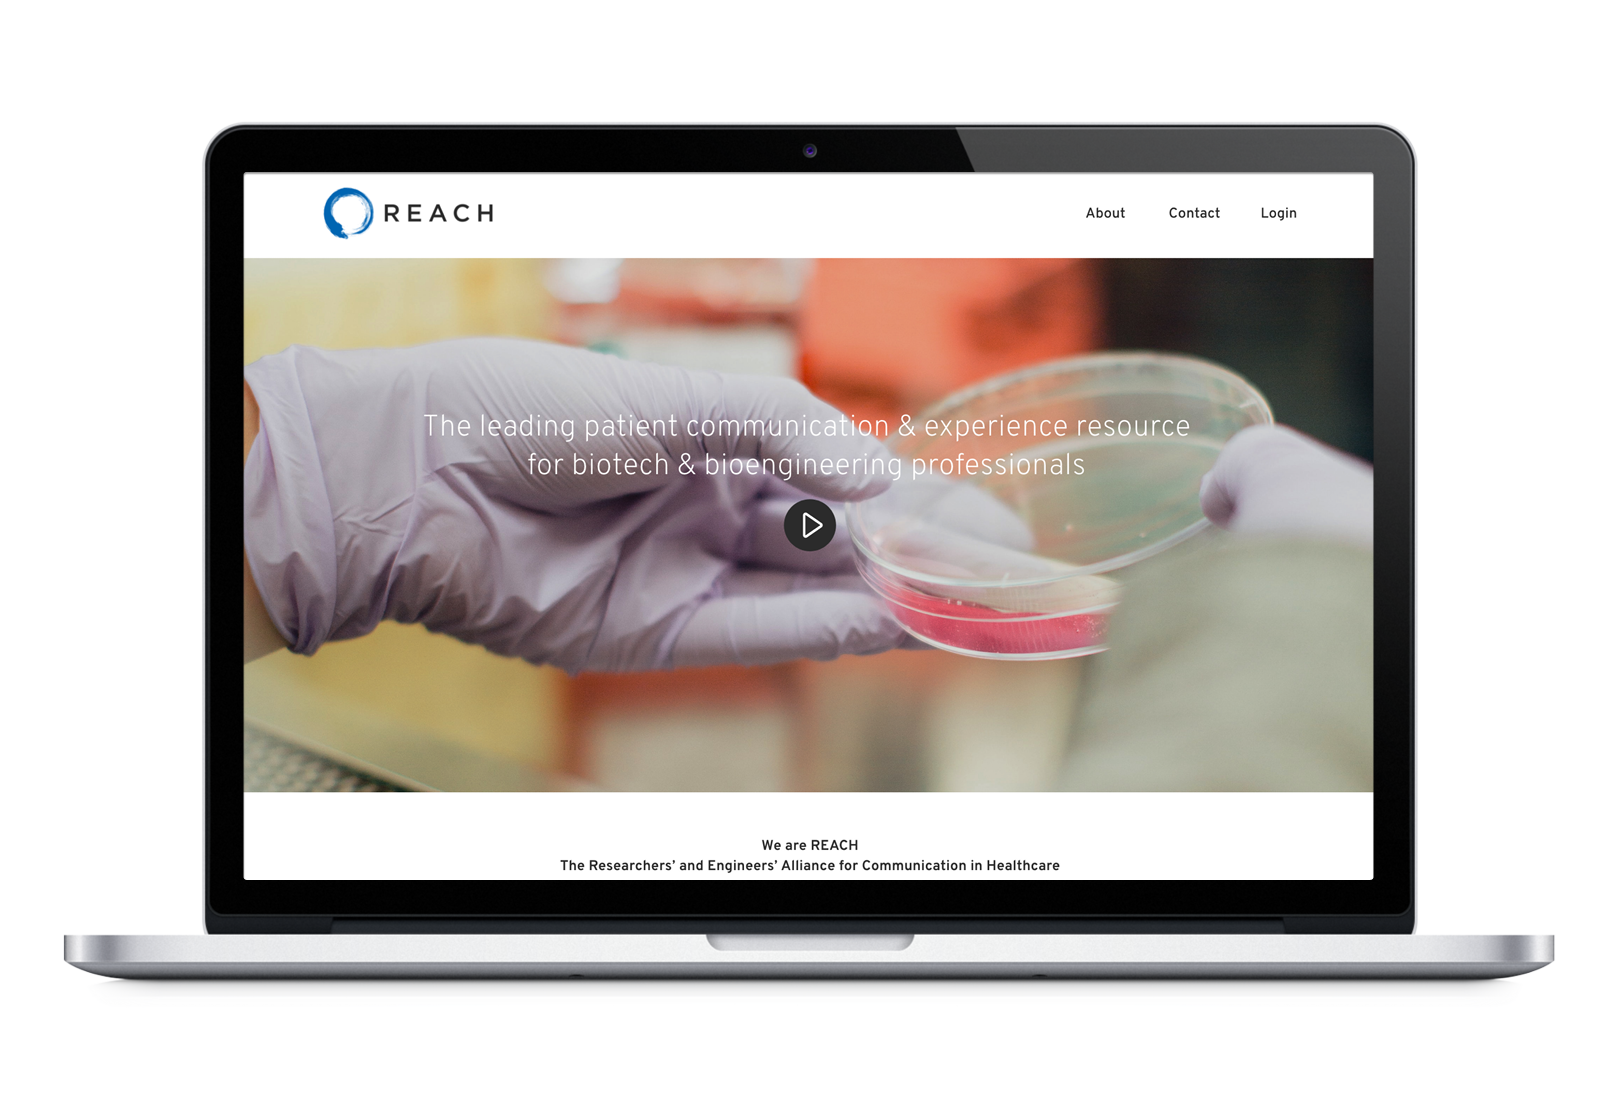 REACH
About Contact Login
The leading patient communication & experience resource
for biotech & bioengineering professionals
We are REACH
The Researchers’ and Engineers’ Alliance for Communication in Healthcare